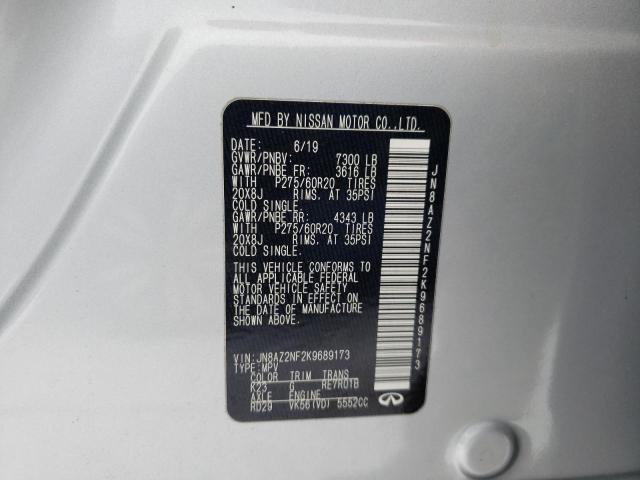 MFD BY NISSAN MOTOR CO.,LTD.
DATE: 6/19
GVWR/PNBV: 7300 LB
GAWR/PNBE FR: 3616 LB
WITH P275/60R20 TIRES
20X8J RIMS. AT 35PSI
COLD SINGLE.
GAWR/PNBE RR: 4343 LB
WITH P275/60R20 TIRES
20X8J RIMS. AT 35PSI
COLD SINGLE.
THIS VEHICLE CONFORMS TO
ALL APPLICABLE FEDERAL
MOTOR VEHICLE SAFETY
STANDARDS IN EFFECT ON
THE DATE OF MANUFACTURE
SHOWN ABOVE.
VIN:JN8AZ2NF2K9689173
TYPE:MPV
COLOR TRIM TRANS
K23 G RE7R01B
AXLE ENGINE
RD29 VK56(VD) 5552CC
JN8AZ2NF2K9689173